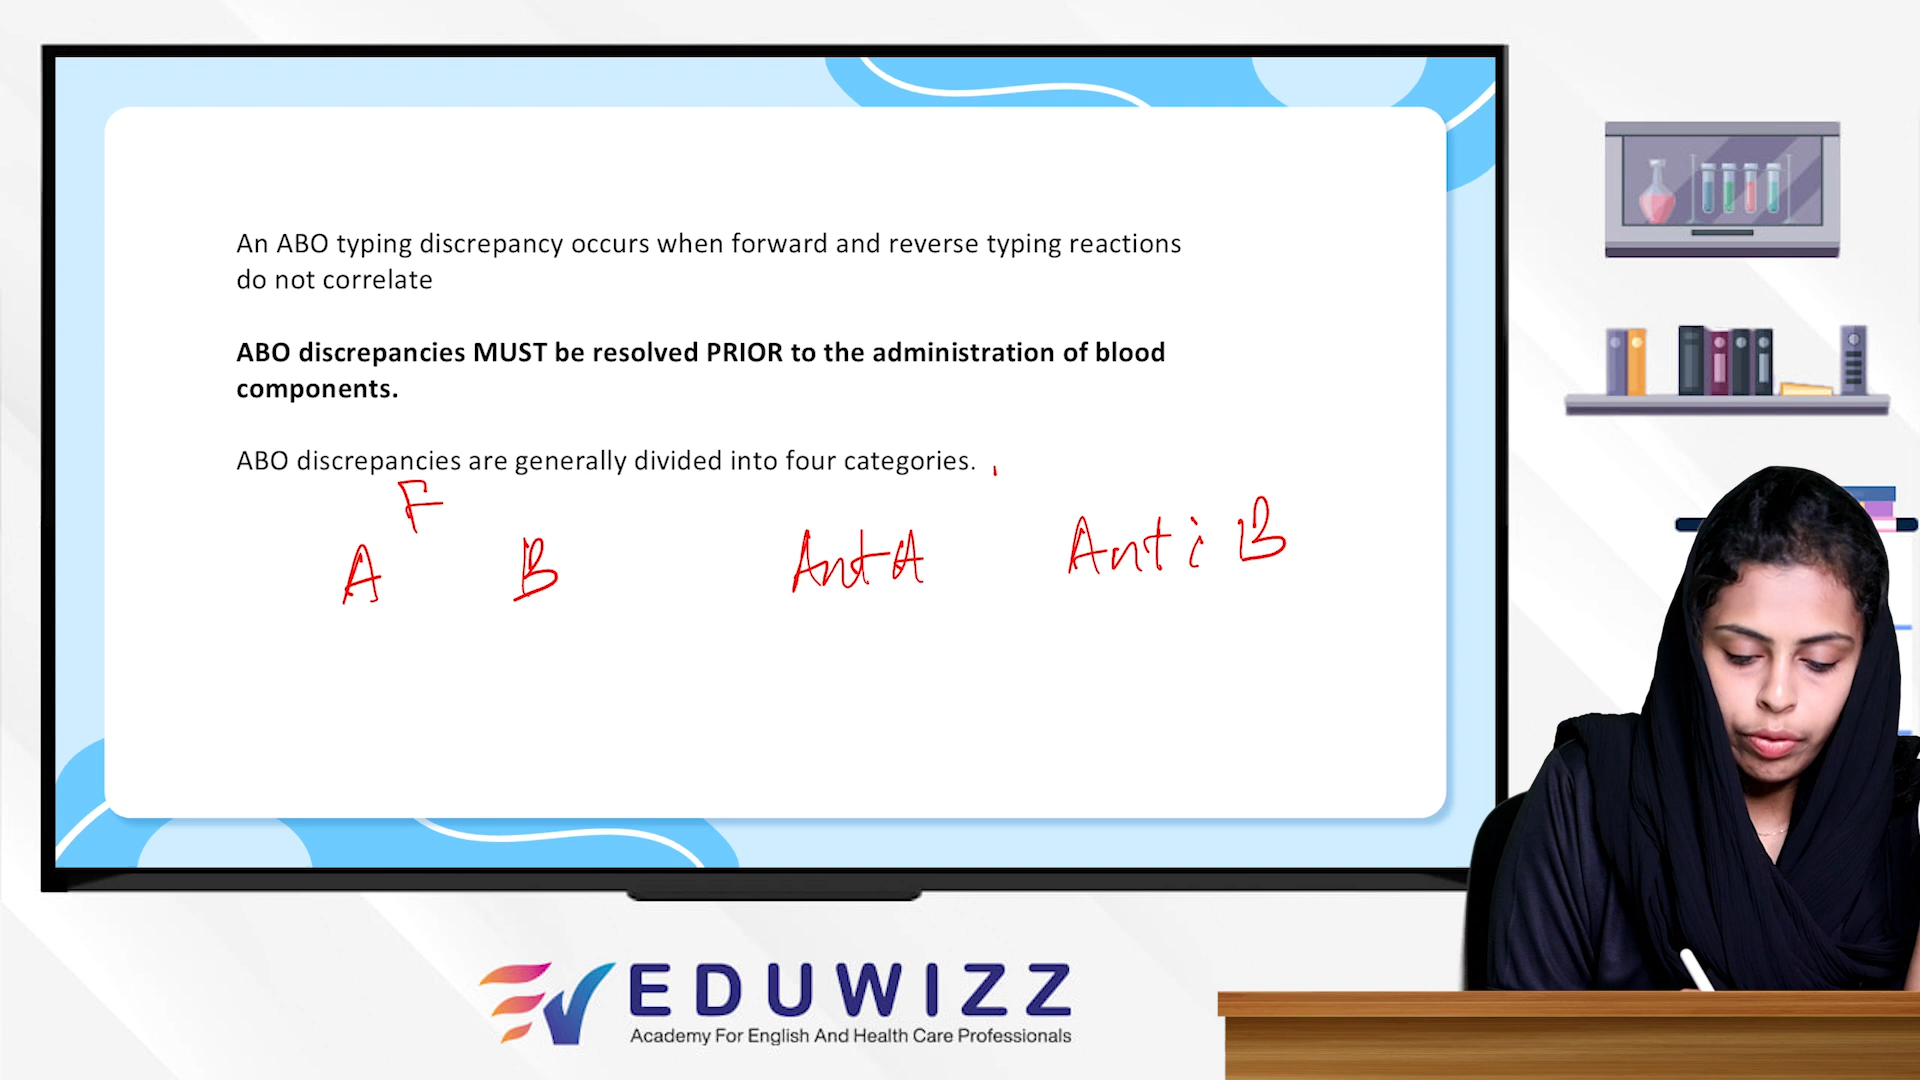 An ABO typing discrepancy occurs when forward and reverse typing reactions
do not correlate
ABO discrepancies MUST be resolved PRIOR to the administration of blood
components.
ABO discrepancies are generally divided into four categories.
F
A B Ant A Anti B
EDUWIZZ
Academy For English And Health Care Professionals